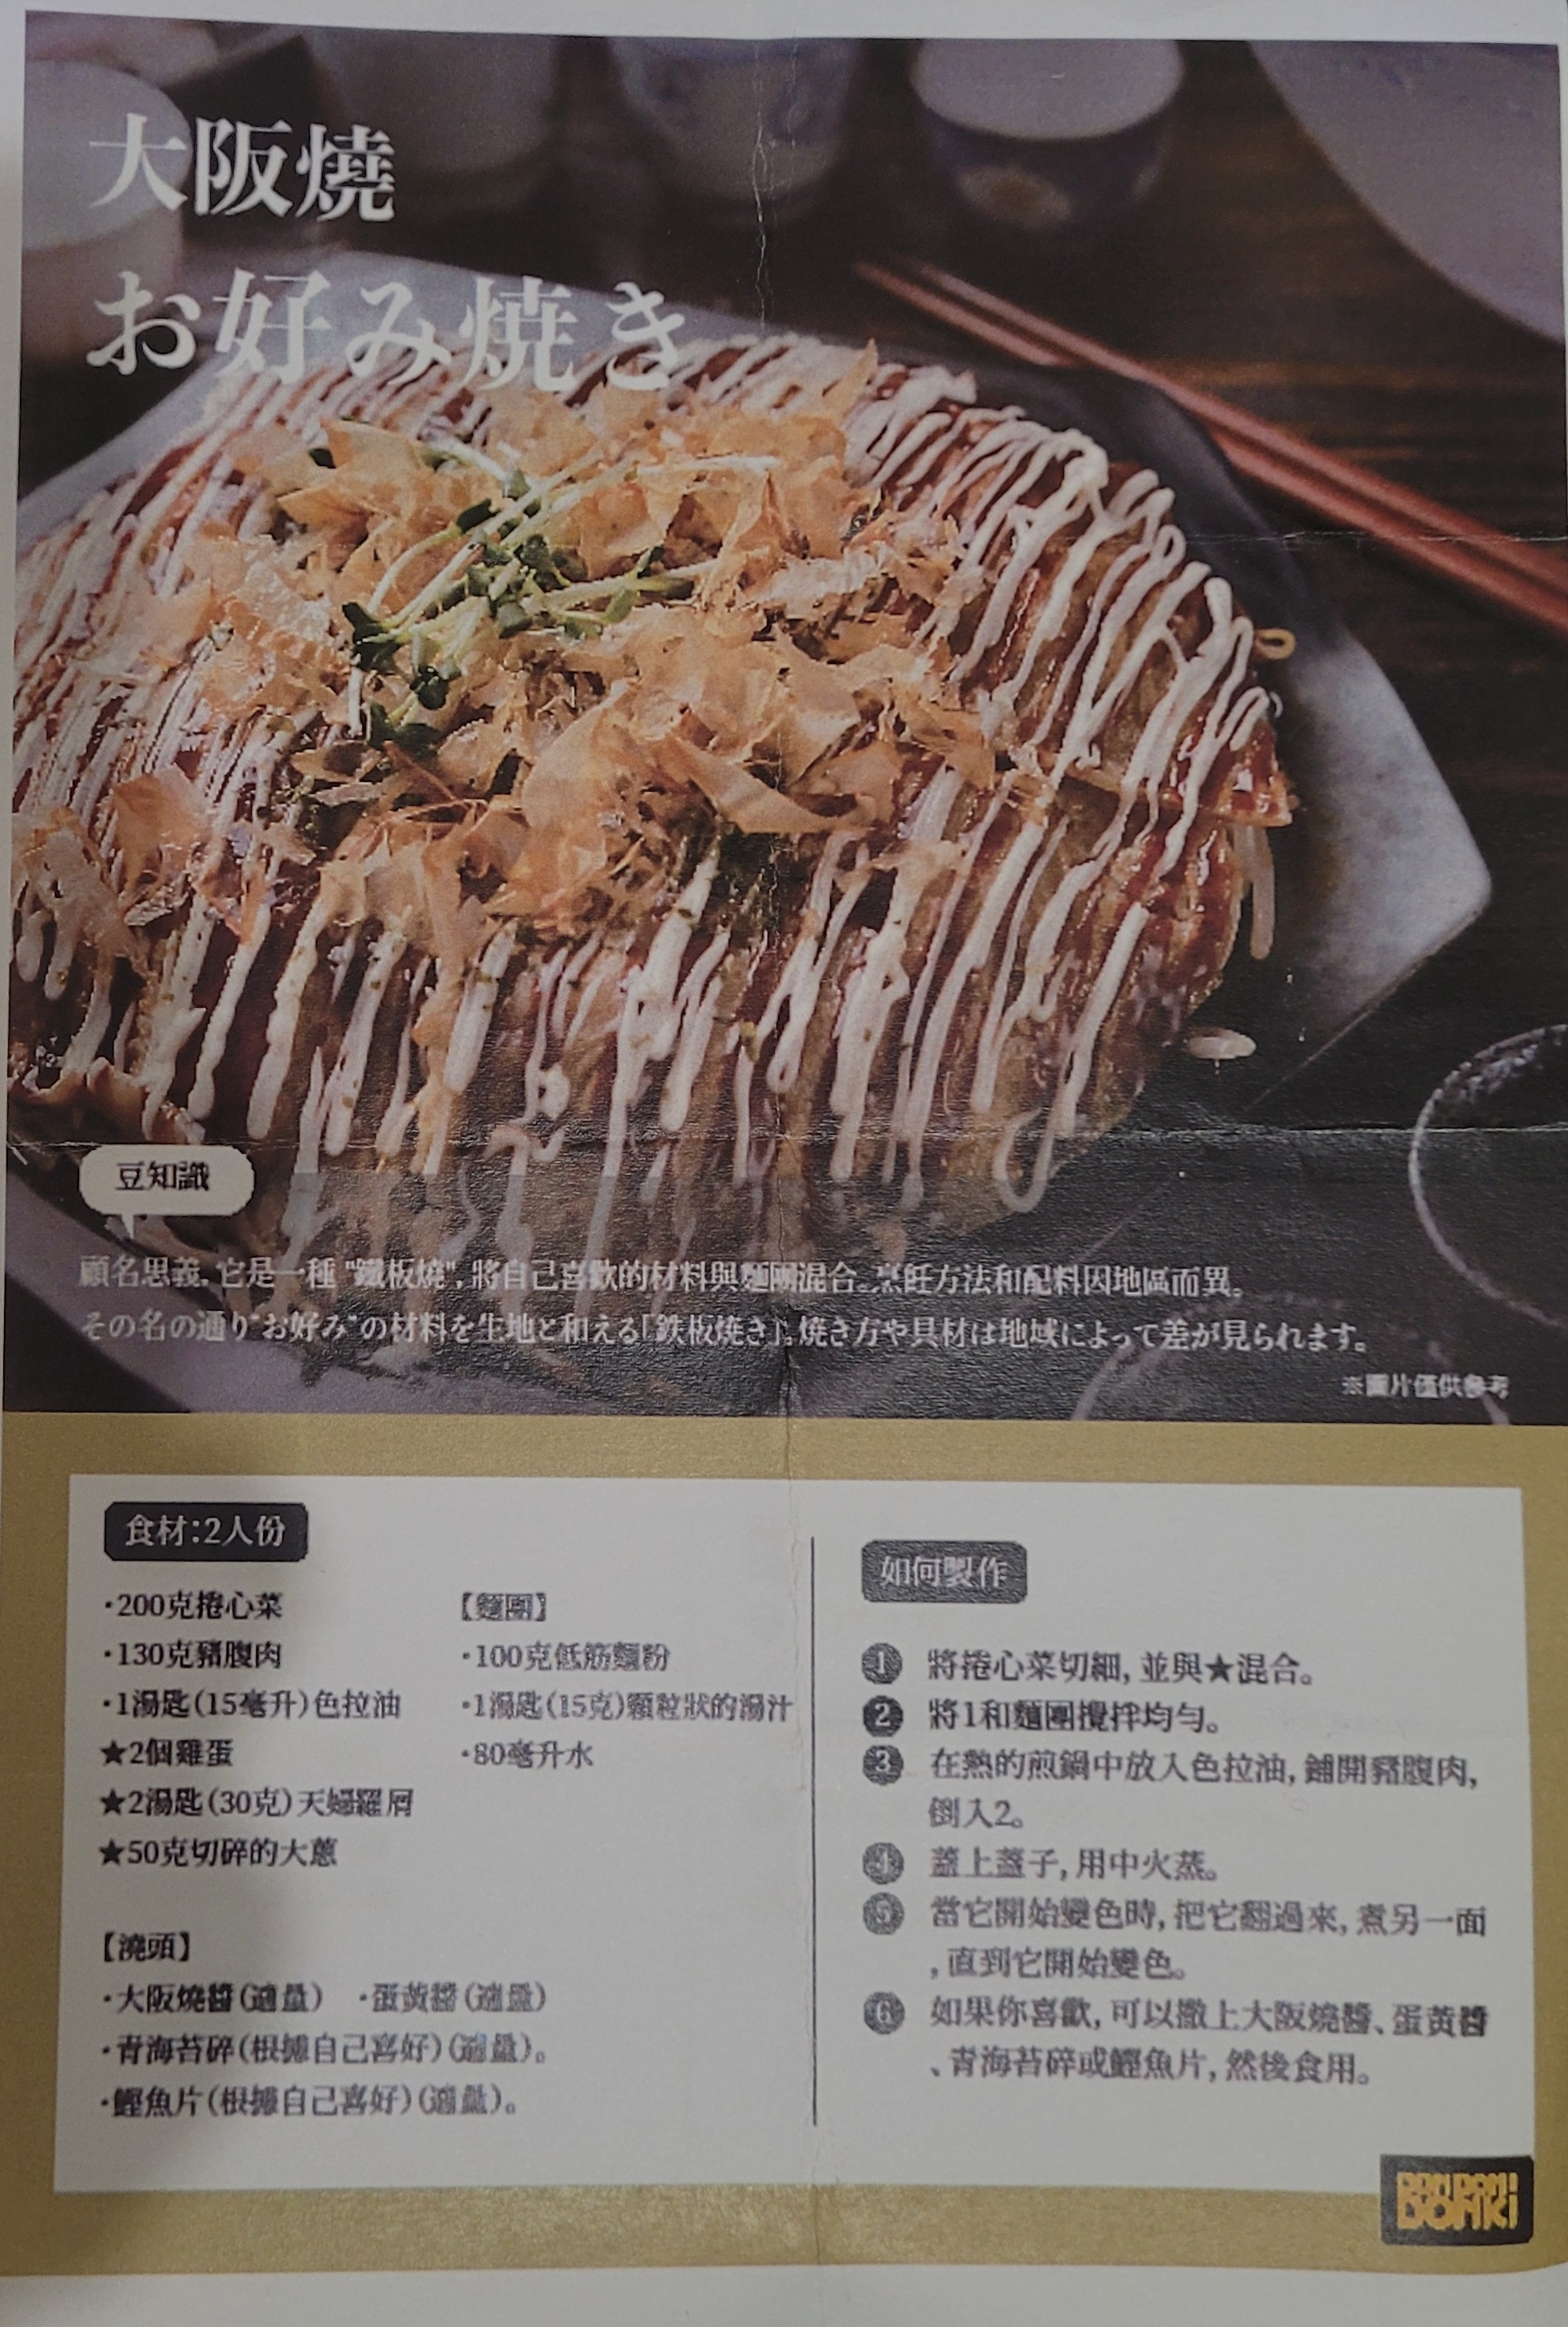 大阪燒
お好み焼き
豆知識
顧名思義, 它是一種 "鐵板燒", 將自己喜歡的材料與麵團混合。烹飪方法和配料因地區而異。
その名の通り"お好み"の材料を生地と和える「鉄板焼き」。焼き方や具材は地域によって差が見られます。
※圖片僅供參考
食材:2人份
·200克捲心菜
·130克豬腹肉
·1湯匙(15毫升)色拉油
★2個雞蛋
★2湯匙(30克)天婦羅屑
★50克切碎的大蔥
【麵團】
·100克低筋麵粉
·1湯匙(15克)顆粒狀的湯汁
·80毫升水
【澆頭】
·大阪燒醬(適量) ·蛋黃醬(適量)
·青海苔碎(根據自己喜好)(適量)。
·鰹魚片(根據自己喜好)(適量)。
如何製作
1 將捲心菜切細, 並與★混合。
2 將1和麵團攪拌均勻。
3 在熱的煎鍋中放入色拉油, 鋪開豬腹肉,
倒入2。
4 蓋上蓋子, 用中火蒸。
5 當它開始變色時, 把它翻過來, 煮另一面
, 直到它開始變色。
6 如果你喜歡, 可以撒上大阪燒醬、蛋黃醬
、青海苔碎或鰹魚片, 然後食用。
DON DON
DONKI